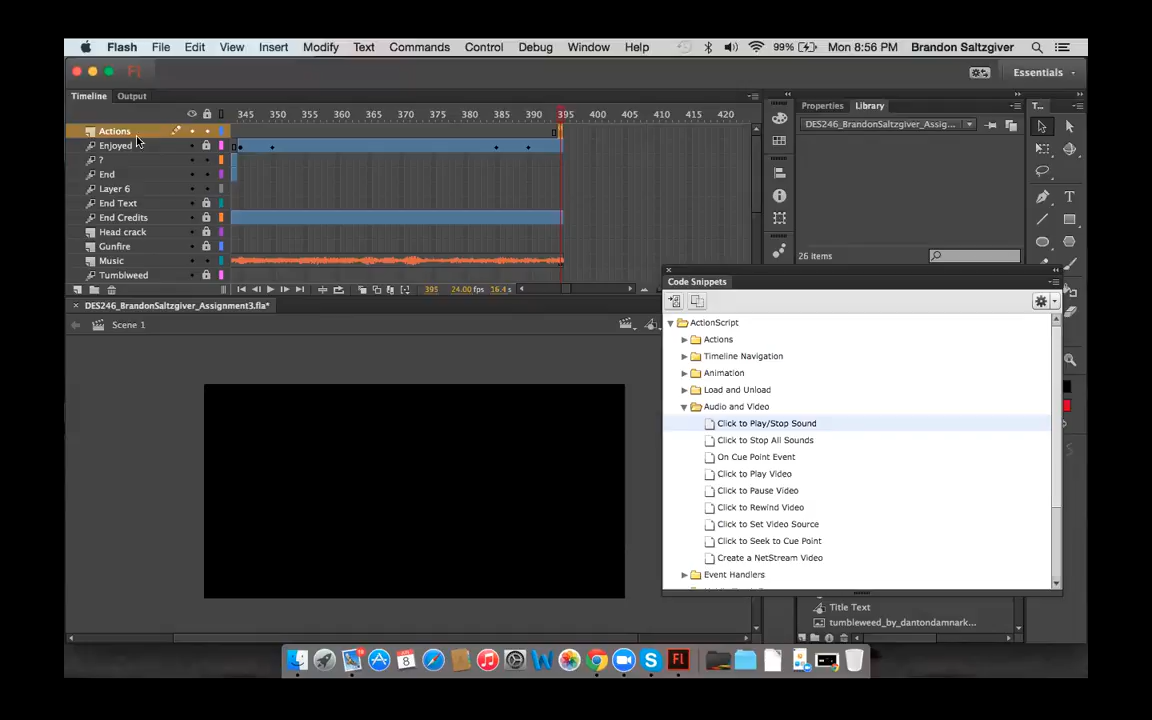 Flash File Edit View Insert Modify Text Commands Control Debug Window Help 99% Mon 8:56 PM Brandon Saltzgiver
Fl Essentials
Timeline Output Properties Library T...
345 350 355 360 365 370 375 380 385 390 395 400 405 410 415 420
DES246_BrandonSaltzgiver_Assig...
Actions
Enjoyed
?
End
Layer 6
End Text
End Credits
Head crack
Gunfire
Music
Tumbleweed
26 items
395 24.00 fps 16.4 s
Code Snippets
DES246_BrandonSaltzgiver_Assignment3.fla*
Scene 1
ActionScript
Actions
Timeline Navigation
Animation
Load and Unload
Audio and Video
Click to Play/Stop Sound
Click to Stop All Sounds
On Cue Point Event
Click to Play Video
Click to Pause Video
Click to Rewind Video
Click to Set Video Source
Click to Seek to Cue Point
Create a NetStream Video
Event Handlers
Title Text
tumbleweed_by_dantondamnark...
8
Fl